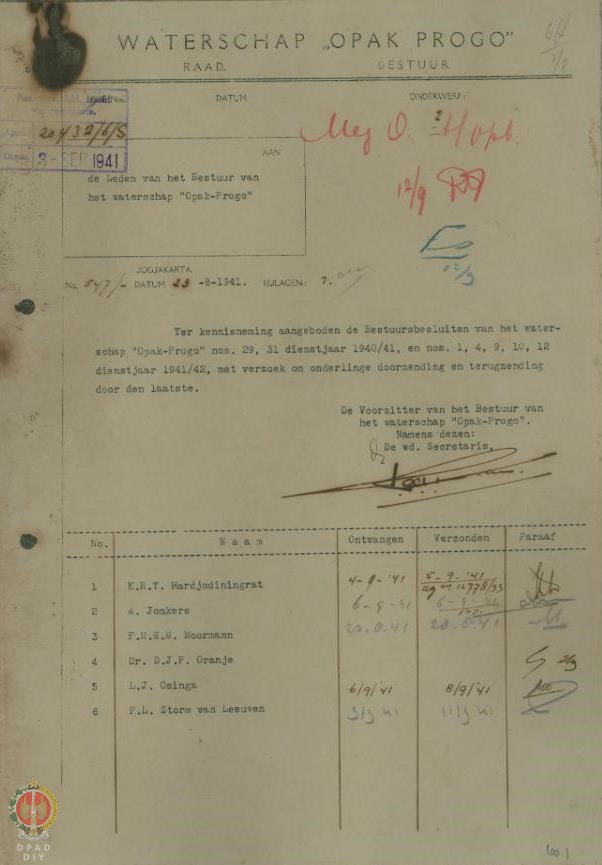 WATERSCHAP „OPAK PROGO”
RAAD. BESTUUR
DATUM
ONDERWERP:
20432/6/S
3 - SEP 1941
AAN
de Leden van het Bestuur van
het waterschap "Opak-Progo"
12/9
JOGJAKARTA
No. 547/- DATUM 23 -8-1941. BIJLAGEN: 7.
Ter kennisneming aangeboden de Bestuursbesluiten van het water-
schap "Opak-Progo" nos. 29, 31 dienstjaar 1940/41, en nos. 1, 4, 9, 10, 12
dienstjaar 1941/42, met verzoek om onderlinge doorzending en terugzending
door den laatste.
De Voorzitter van het Bestuur van
het waterschap "Opak-Progo".
Namens dezen:
De wd. Secretaris,
No. Naam Ontvangen Verzonden Paraaf
1 K.R.T. Hardjodiningrat 4-9-'41 5-9-'41
2 A. Jonkers 6-9-41 6-9-41
3 F.M.E.M. Moormann
4 Dr. D.J.P. Oranje
5 L.J. Osinga 6/9/'41 8/9/'41
6 P.L. Storm van Leeuwen 11/9 '41
DPAD
DIY